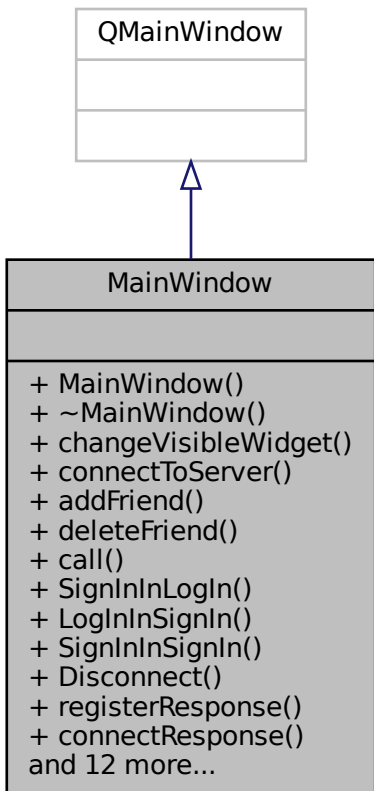 QMainWindow
MainWindow
+ MainWindow()
+ ~MainWindow()
+ changeVisibleWidget()
+ connectToServer()
+ addFriend()
+ deleteFriend()
+ call()
+ SignInInLogIn()
+ LogInInSignIn()
+ SignInInSignIn()
+ Disconnect()
+ registerResponse()
+ connectResponse()
and 12 more...